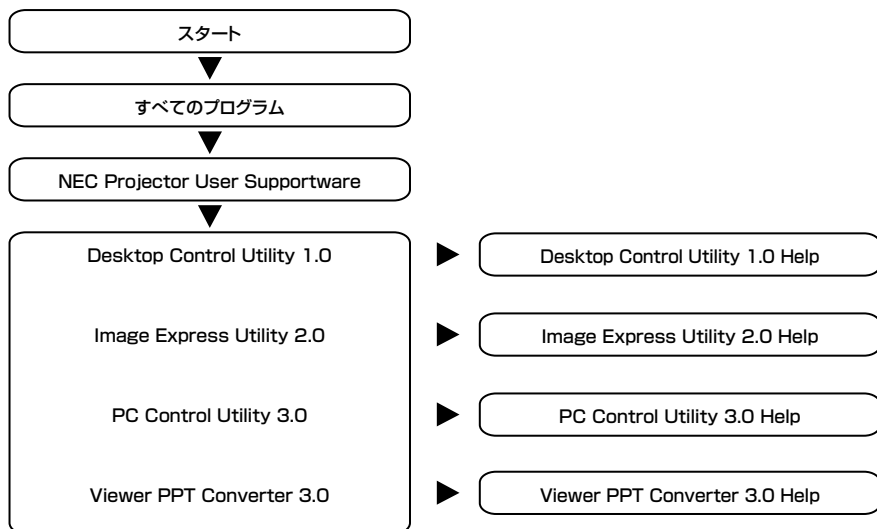 スタート
すべてのプログラム
NEC Projector User Supportware
Desktop Control Utility 1.0
Desktop Control Utility 1.0 Help
Image Express Utility 2.0
Image Express Utility 2.0 Help
PC Control Utility 3.0
PC Control Utility 3.0 Help
Viewer PPT Converter 3.0
Viewer PPT Converter 3.0 Help